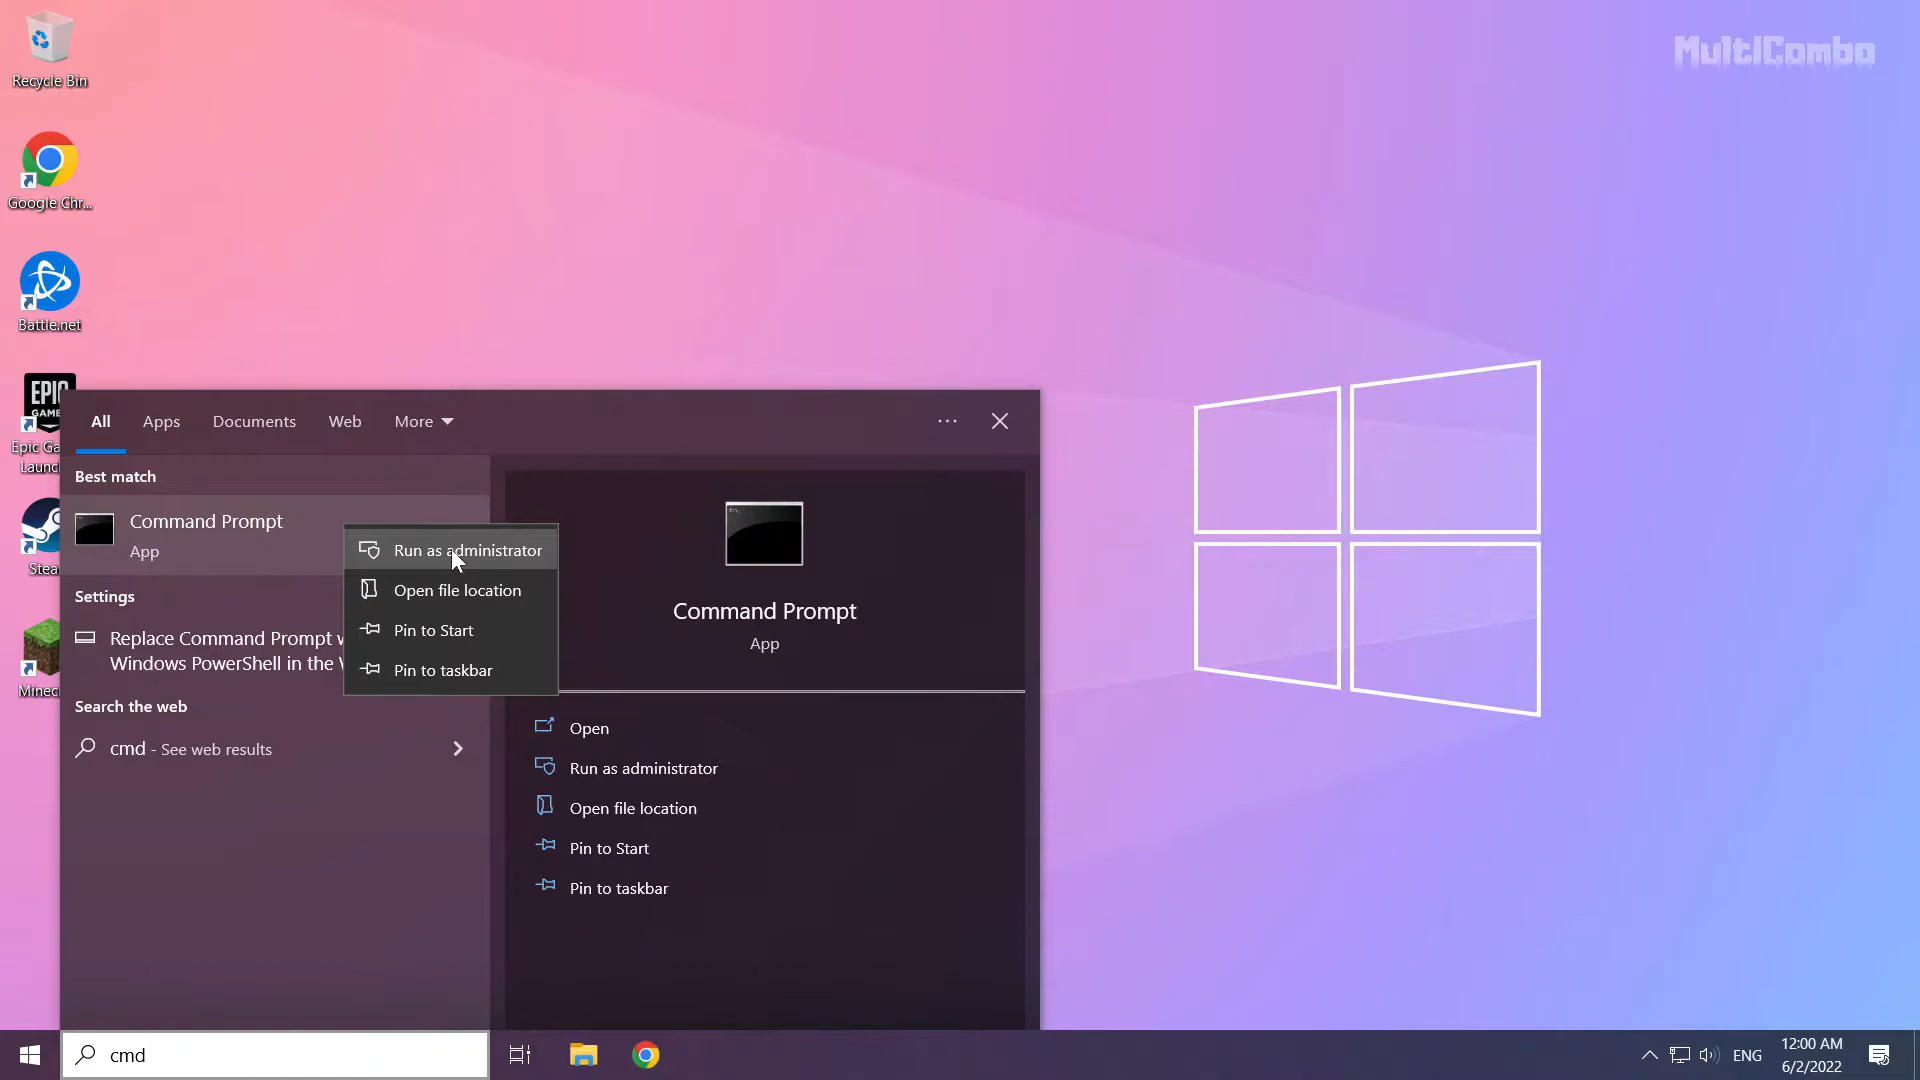 Recycle Bin
MultiCombo
Google Chr...
Battle.net
EPIC
GAM
Epic Ga
Launc
Stea
Minec
All
Apps
Documents
Web
More
Best match
Command Prompt
App
Settings
Replace Command Prompt
Windows PowerShell in the
Search the web
cmd - See web results
Run as administrator
Open file location
Pin to Start
Pin to taskbar
Command Prompt
App
Open
Run as administrator
Open file location
Pin to Start
Pin to taskbar
cmd
ENG
12:00 AM
6/2/2022